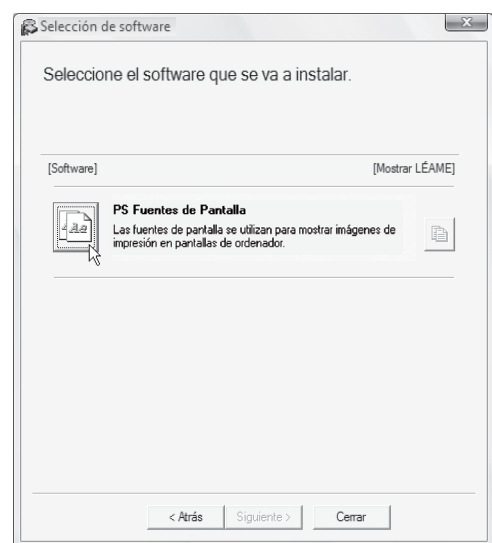 Selección de software
Seleccione el software que se va a instalar.
[Software] [Mostrar LÉAME]
PS Fuentes de Pantalla
Las fuentes de pantalla se utilizan para mostrar imágenes de
impresión en pantallas de ordenador.
< Atrás Siguiente > Cerrar